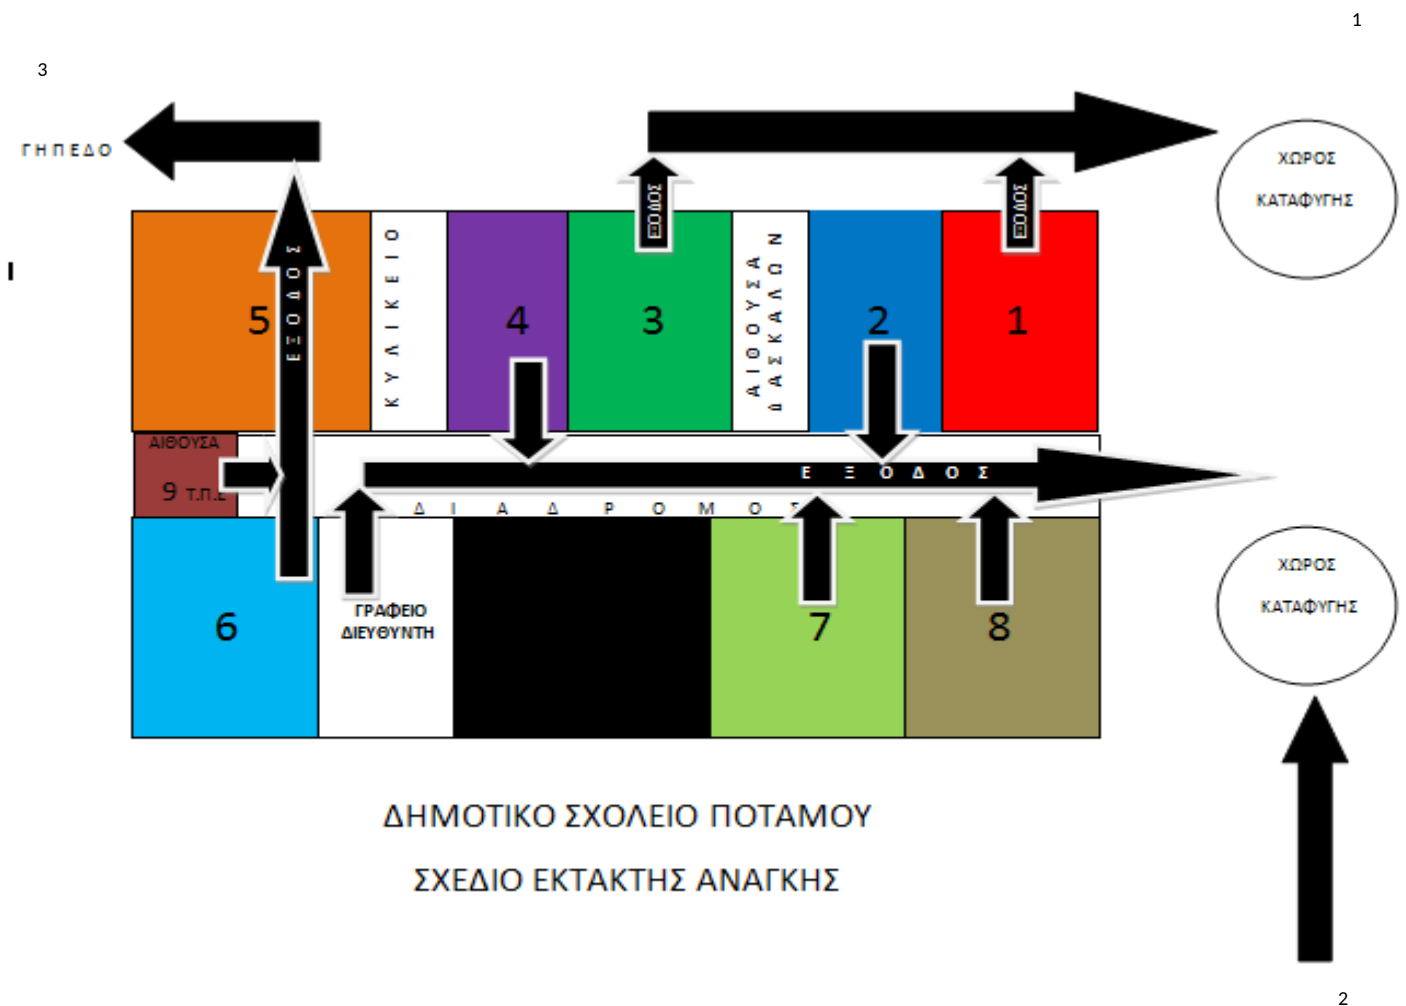 1
3
ΓΗΠΕΔΟ
ΧΩΡΟΣ
ΚΑΤΑΦΥΓΗΣ
ΕΞΟΔΟΣ
ΕΞΟΔΟΣ
ΕΞΟΔΟΣ
5
ΚΥΛΙΚΕΙΟ
4
3
ΑΙΘΟΥΣΑ
ΔΑΣΚΑΛΩΝ
2
1
ΑΙΘΟΥΣΑ
9 Τ.Π.Ε
ΕΞΟΔΟΣ
ΔΙΑΔΡΟΜΟΣ
6
ΓΡΑΦΕΙΟ
ΔΙΕΥΘΥΝΤΗ
7
8
ΧΩΡΟΣ
ΚΑΤΑΦΥΓΗΣ
ΔΗΜΟΤΙΚΟ ΣΧΟΛΕΙΟ ΠΟΤΑΜΟΥ
ΣΧΕΔΙΟ ΕΚΤΑΚΤΗΣ ΑΝΑΓΚΗΣ
2